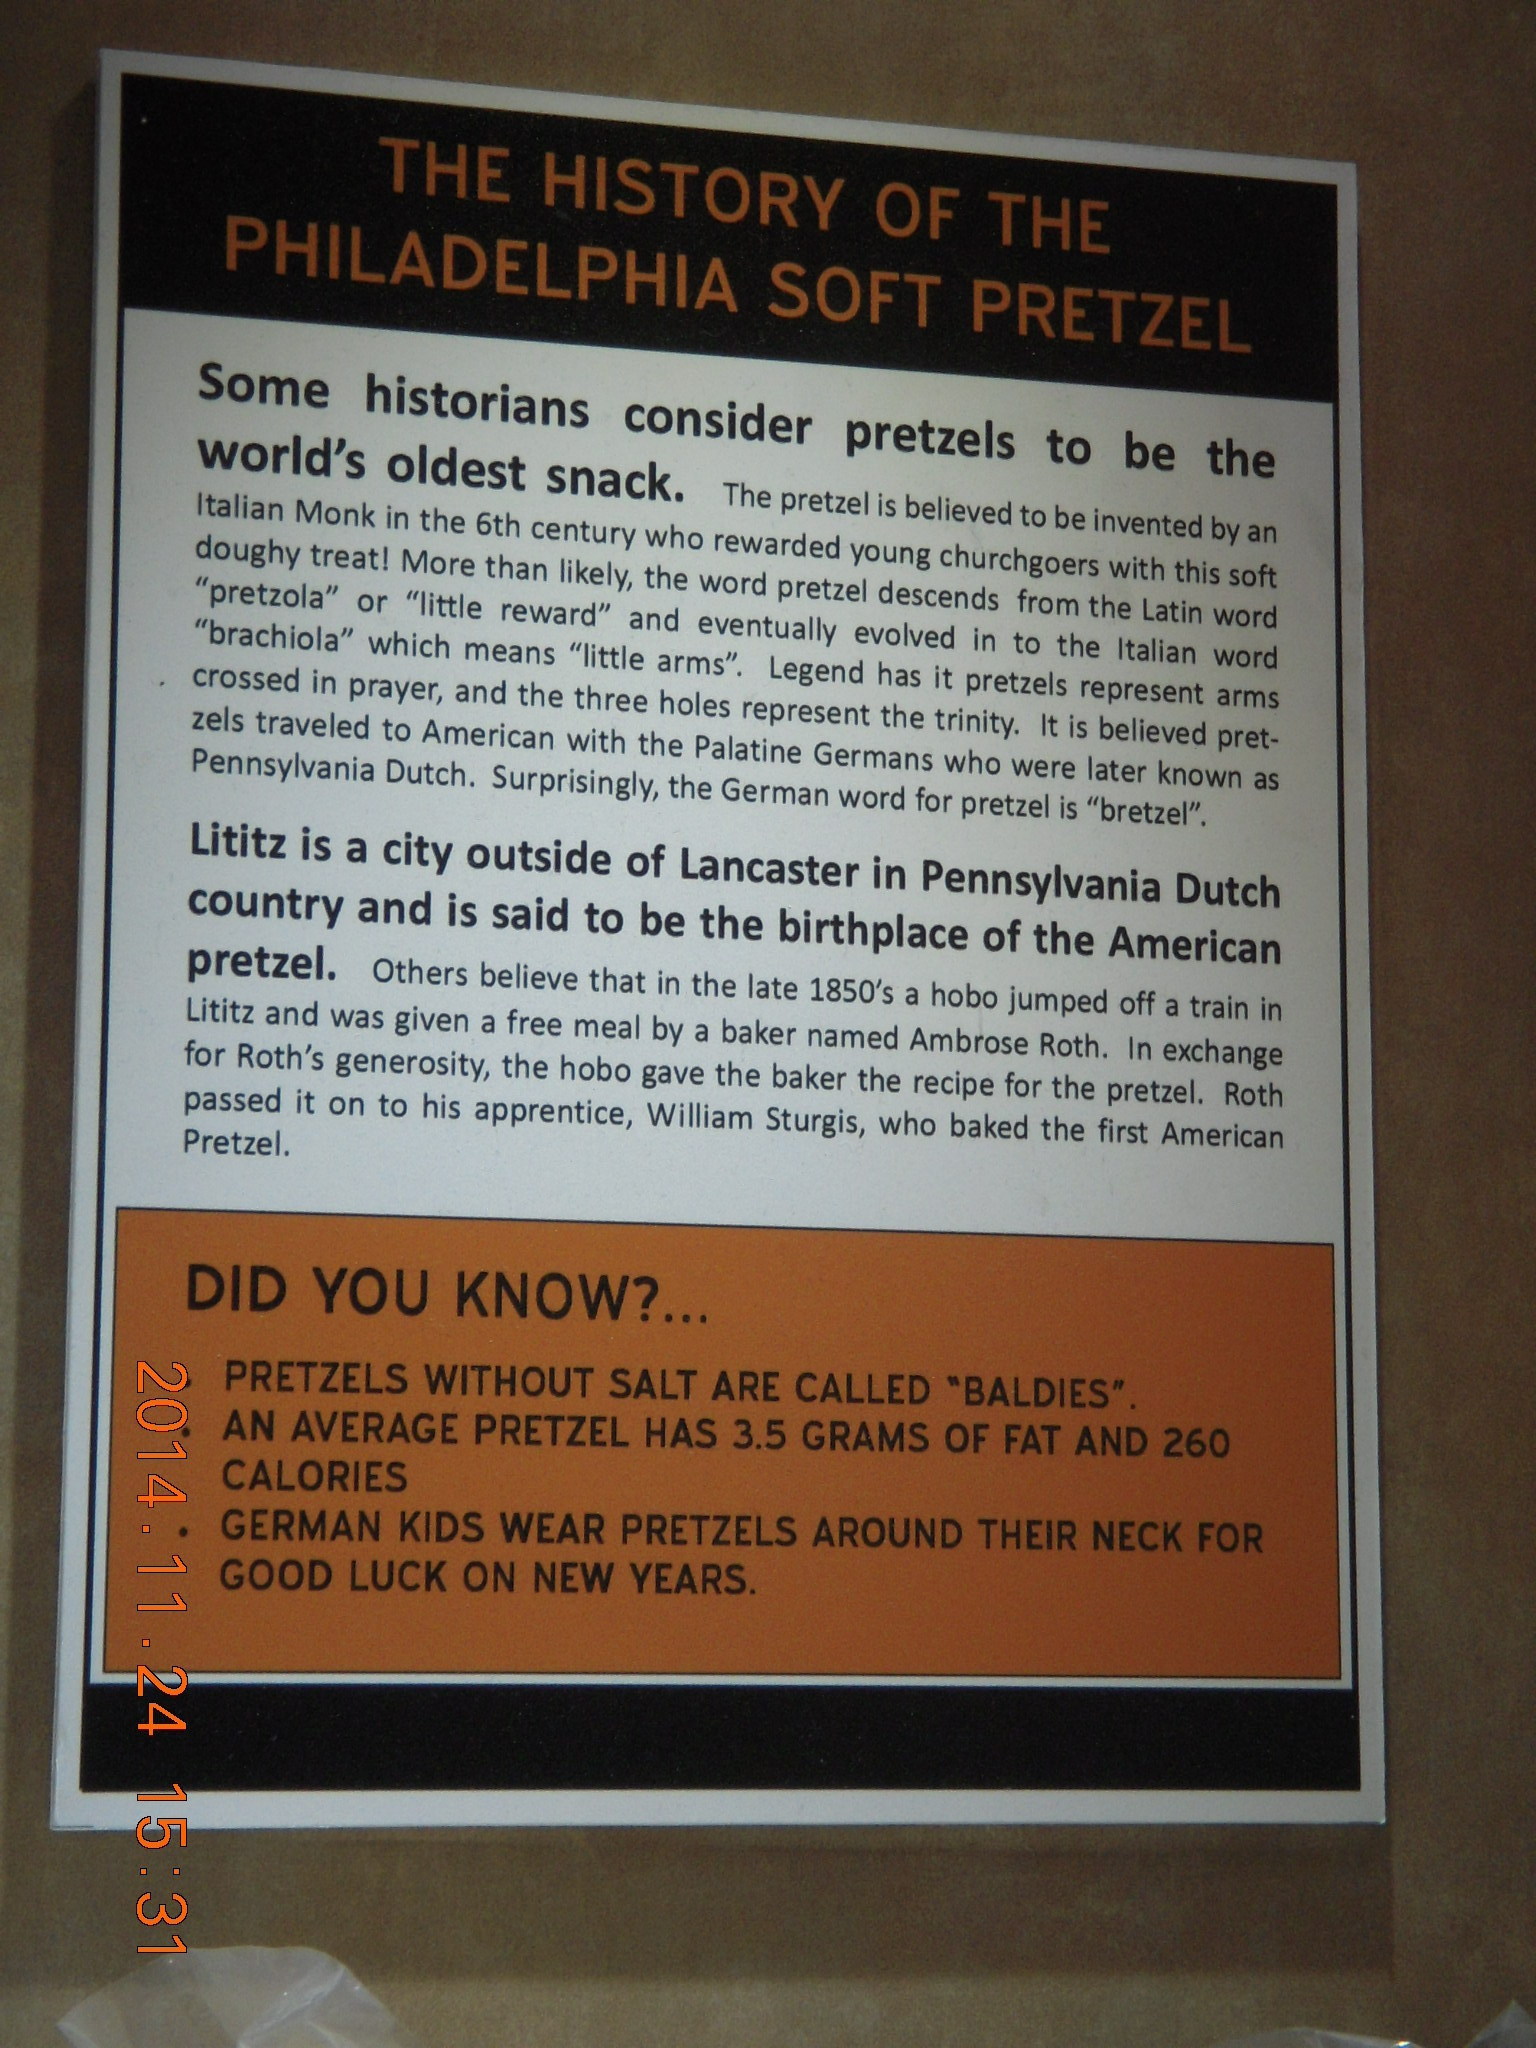 THE HISTORY OF THE
PHILADELPHIA SOFT PRETZEL
Some historians consider pretzels to be the
world's oldest snack. The pretzel is believed to be invented by an
Italian Monk in the 6th century who rewarded young churchgoers with this soft
doughy treat! More than likely, the word pretzel descends from the Latin word
"pretzola" or "little reward" and eventually evolved in to the Italian word
"brachiola" which means "little arms". Legend has it pretzels represent arms
crossed in prayer, and the three holes represent the trinity. It is believed pret-
zels traveled to American with the Palatine Germans who were later known as
Pennsylvania Dutch. Surprisingly, the German word for pretzel is "bretzel".
Lititz is a city outside of Lancaster in Pennsylvania Dutch
country and is said to be the birthplace of the American
pretzel. Others believe that in the late 1850's a hobo jumped off a train in
Lititz and was given a free meal by a baker named Ambrose Roth. In exchange
for Roth's generosity, the hobo gave the baker the recipe for the pretzel. Roth
passed it on to his apprentice, William Sturgis, who baked the first American
Pretzel.
DID YOU KNOW?...
• PRETZELS WITHOUT SALT ARE CALLED "BALDIES".
• AN AVERAGE PRETZEL HAS 3.5 GRAMS OF FAT AND 260
CALORIES
• GERMAN KIDS WEAR PRETZELS AROUND THEIR NECK FOR
GOOD LUCK ON NEW YEARS.
2014.11.24 15:31